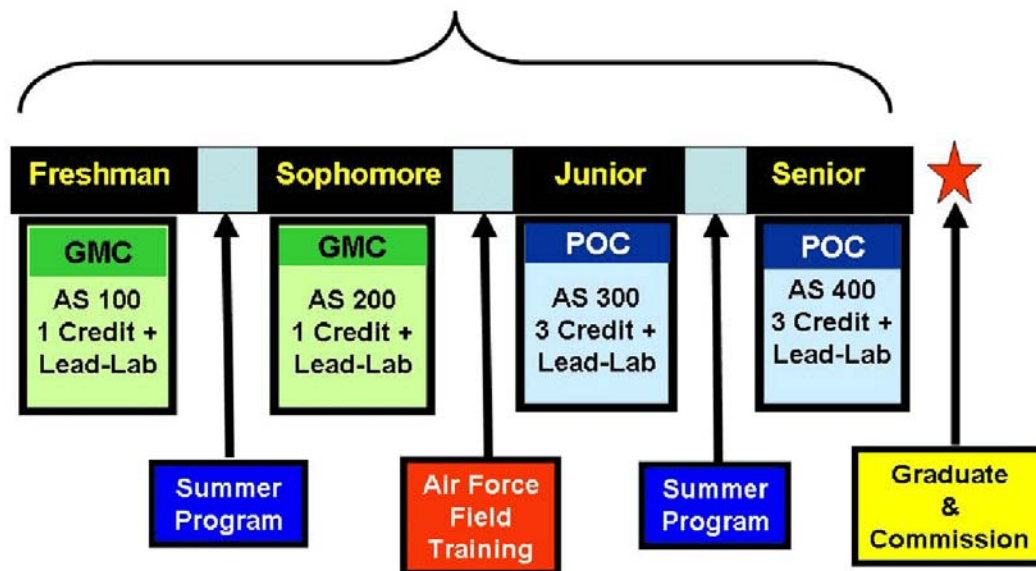 Freshman
Sophomore
Junior
Senior
GMC
AS 100
1 Credit +
Lead-Lab
GMC
AS 200
1 Credit +
Lead-Lab
POC
AS 300
3 Credit +
Lead-Lab
POC
AS 400
3 Credit +
Lead-Lab
Summer
Program
Air Force
Field
Training
Summer
Program
Graduate
&
Commission